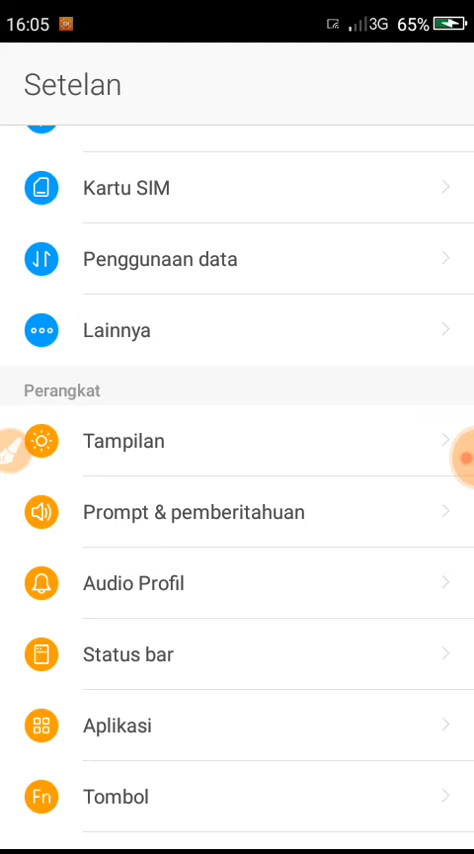 16:05 3G 65%
Setelan
Kartu SIM
Penggunaan data
Lainnya
Perangkat
Tampilan
Prompt & pemberitahuan
Audio Profil
Status bar
Aplikasi
Fn Tombol